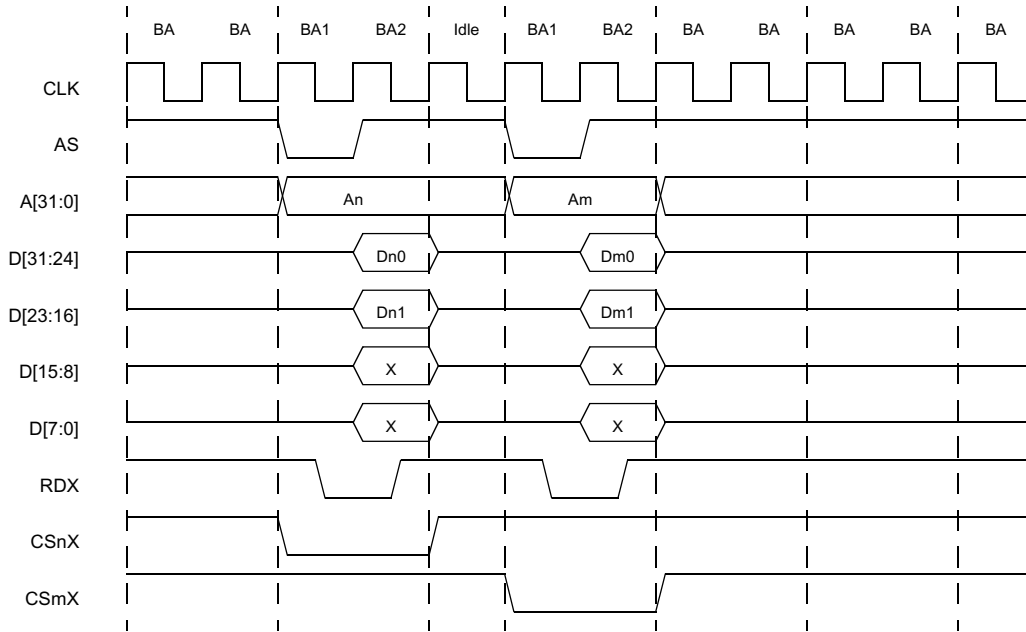 BA BA BA1 BA2 Idle BA1 BA2 BA BA BA BA BA
CLK
AS
A[31:0] An Am
D[31:24] Dn0 Dm0
D[23:16] Dn1 Dm1
D[15:8] X X
D[7:0] X X
RDX
CSnX
CSmX